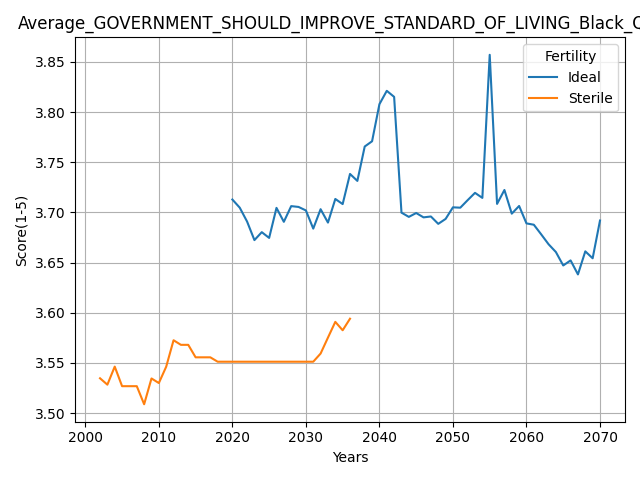 Average_GOVERNMENT_SHOULD_IMPROVE_STANDARD_OF_LIVING_Black_
Fertility
Ideal
Sterile
Score(1-5)
3.85
3.80
3.75
3.70
3.65
3.60
3.55
3.50
2000 2010 2020 2030 2040 2050 2060 2070
Years